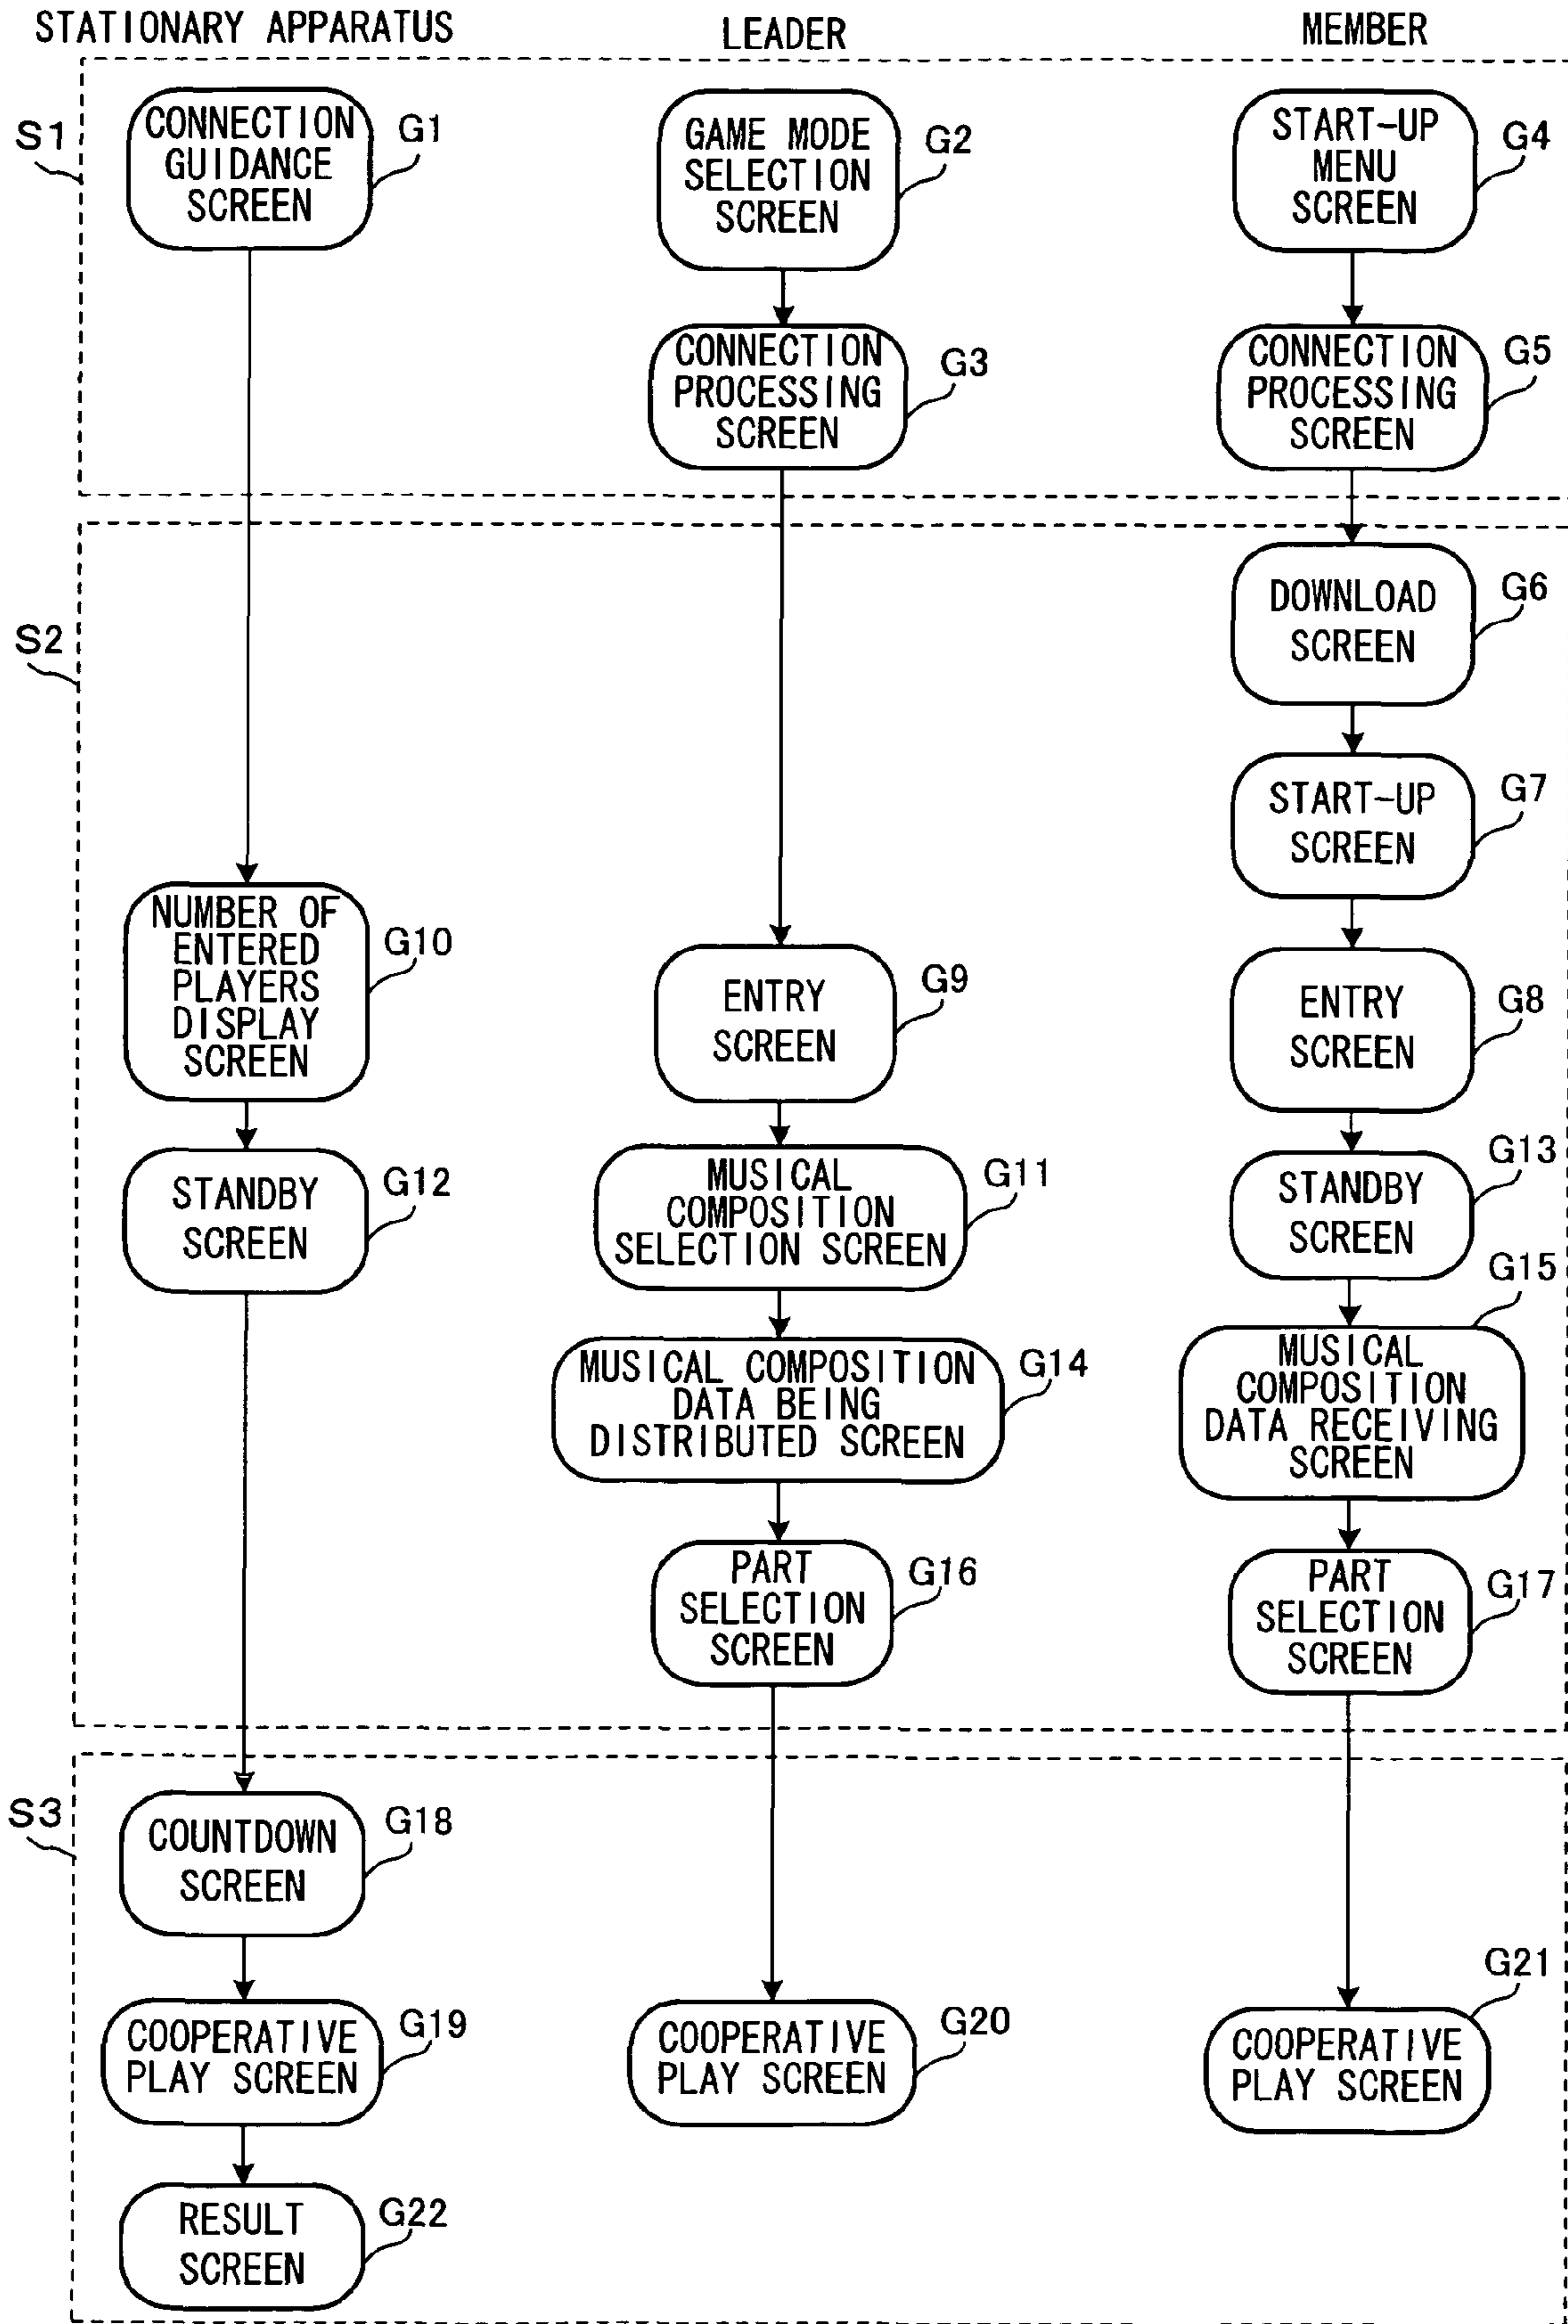 STATIONARY APPARATUS
LEADER
MEMBER
S1
CONNECTION
GUIDANCE
SCREEN
G1
GAME MODE
SELECTION
SCREEN
G2
START-UP
MENU
SCREEN
G4
CONNECTION
PROCESSING
SCREEN
G3
CONNECTION
PROCESSING
SCREEN
G5
S2
DOWNLOAD
SCREEN
G6
START-UP
SCREEN
G7
NUMBER OF
ENTERED
PLAYERS
DISPLAY
SCREEN
G10
ENTRY
SCREEN
G9
ENTRY
SCREEN
G8
STANDBY
SCREEN
G12
MUSICAL
COMPOSITION
SELECTION SCREEN
G11
STANDBY
SCREEN
G13
MUSICAL COMPOSITION
DATA BEING
DISTRIBUTED SCREEN
G14
MUSICAL
COMPOSITION
DATA RECEIVING
SCREEN
G15
PART
SELECTION
SCREEN
G16
PART
SELECTION
SCREEN
G17
S3
COUNTDOWN
SCREEN
G18
COOPERATIVE
PLAY SCREEN
G19
COOPERATIVE
PLAY SCREEN
G20
COOPERATIVE
PLAY SCREEN
G21
RESULT
SCREEN
G22